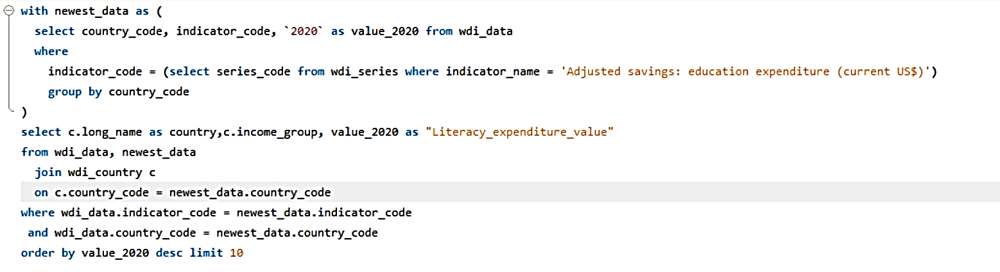 with newest_data as (
select country_code, indicator_code, `2020` as value_2020 from wdi_data
where
indicator_code = (select series_code from wdi_series where indicator_name = 'Adjusted savings: education expenditure (current US$)')
group by country_code
)
select c.long_name as country,c.income_group, value_2020 as "Literacy_expenditure_value"
from wdi_data, newest_data
join wdi_country c
on c.country_code = newest_data.country_code
where wdi_data.indicator_code = newest_data.indicator_code
and wdi_data.country_code = newest_data.country_code
order by value_2020 desc limit 10